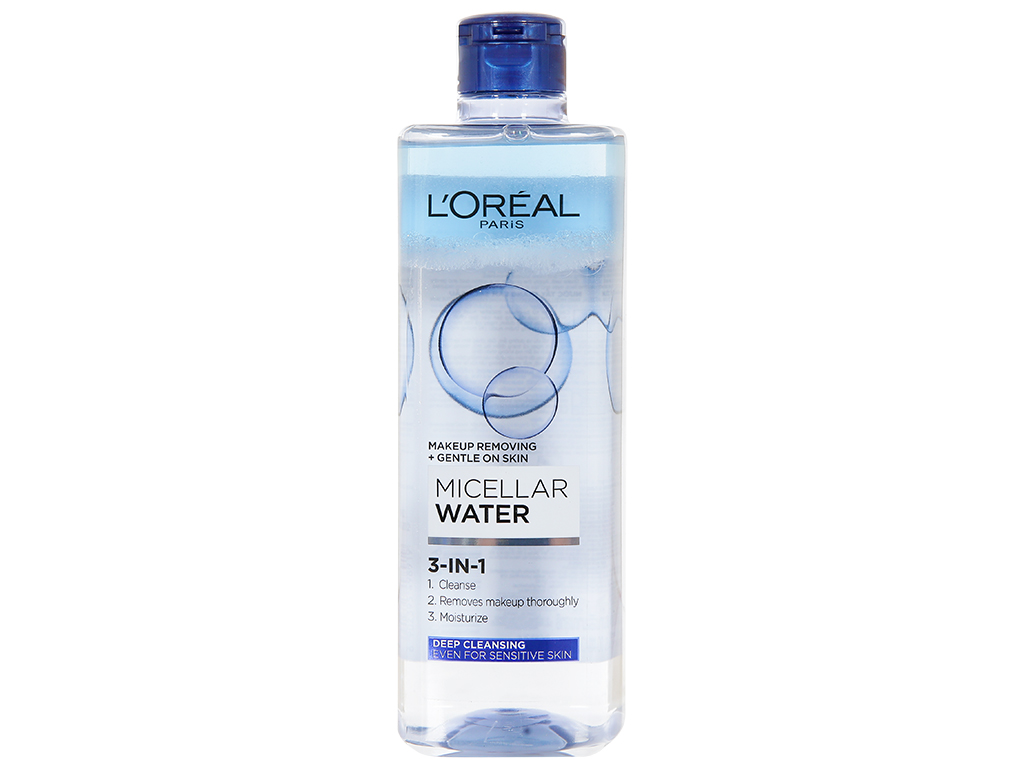 L'ORÉAL
PARiS
MAKEUP REMOVING
+ GENTLE ON SKIN
MICELLAR
WATER
3-IN-1
1. Cleanse
2. Removes makeup thoroughly
3. Moisturize
DEEP CLEANSING
EVEN FOR SENSITIVE SKIN